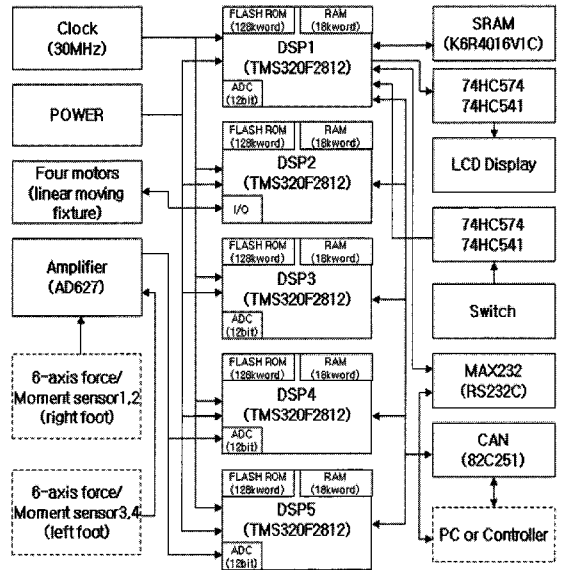 Clock
(30MHz)
POWER
Four motors
(linear moving
fixture)
Amplifier
(AD627)
6-axis force/
Moment sensor1,2
(right foot)
6-axis force/
Moment sensor3,4
(left foot)
FLASH ROM
(128kword)
RAM
(18kword)
DSP1
(TMS320F2812)
ADC
(12bit)
FLASH ROM
(128kword)
RAM
(18kword)
DSP2
(TMS320F2812)
I/O
FLASH ROM
(128kword)
RAM
(18kword)
DSP3
(TMS320F2812)
ADC
(12bit)
FLASH ROM
(128kword)
RAM
(18kword)
DSP4
(TMS320F2812)
ADC
(12bit)
FLASH ROM
(128kword)
RAM
(18kword)
DSP5
(TMS320F2812)
ADC
(12bit)
SRAM
(K6R4016V1C)
74HC574
74HC541
LCD Display
74HC574
74HC541
Switch
MAX232
(RS232C)
CAN
(82C251)
PC or Controller